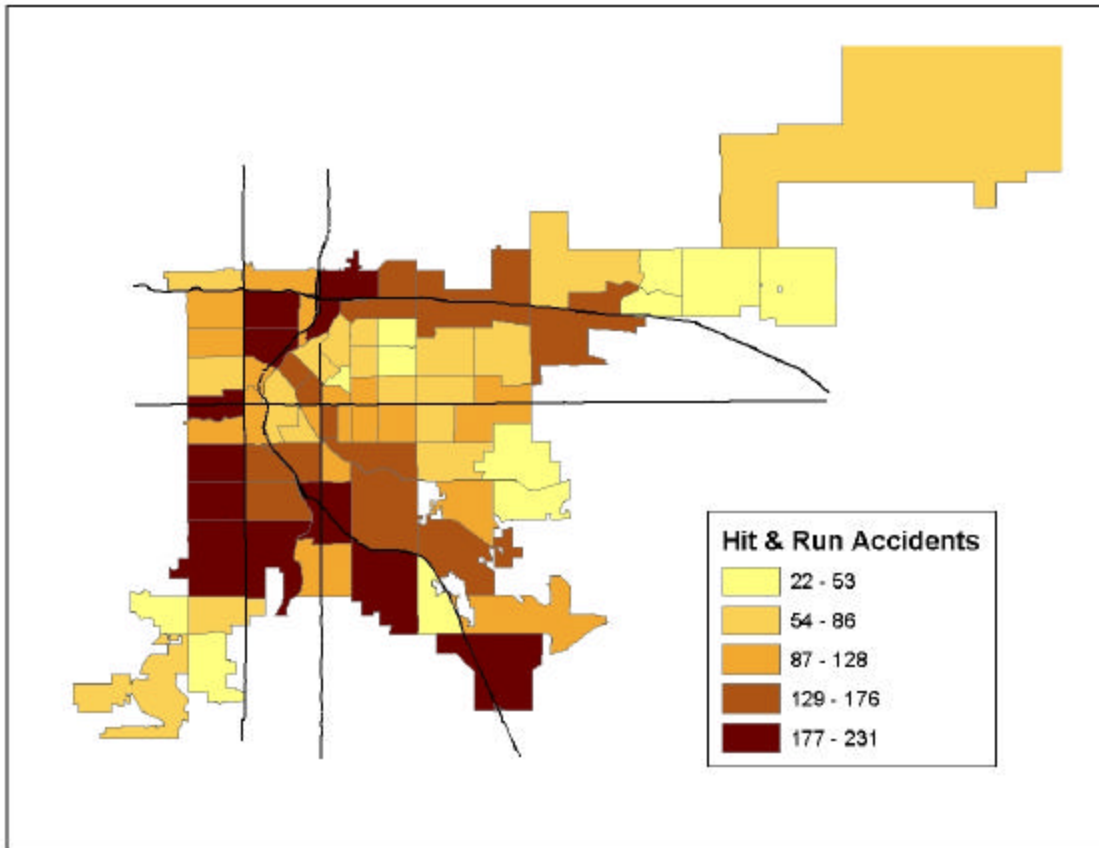 Hit & Run Accidents
22 - 53
54 - 86
87 - 128
129 - 176
177 - 231